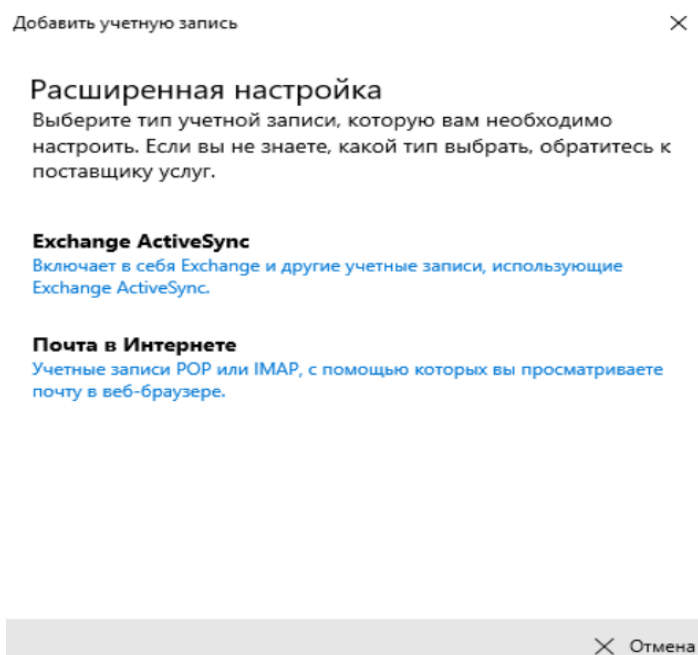 Добавить учетную запись
Расширенная настройка
Выберите тип учетной записи, которую вам необходимо
настроить. Если вы не знаете, какой тип выбрать, обратитесь к
поставщику услуг.
Exchange ActiveSync
Включает в себя Exchange и другие учетные записи, использующие
Exchange ActiveSync.
Почта в Интернете
Учетные записи POP или IMAP, с помощью которых вы просматриваете
почту в веб-браузере.
Отмена